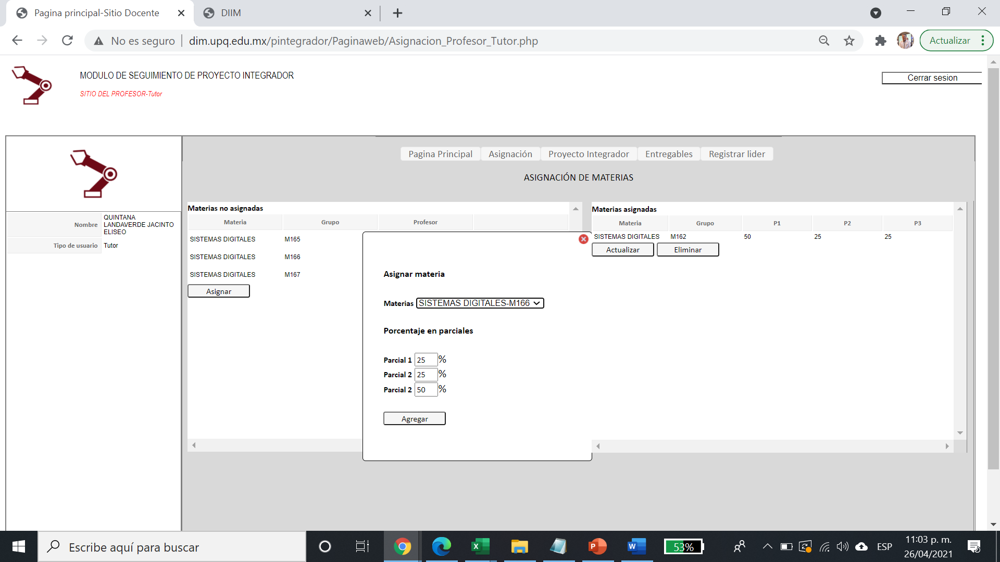 Pagina principal-Sitio Docente
DIIM
No es seguro
dim.upq.edu.mx/pintegrador/Paginaweb/Asignacion_Profesor_Tutor.php
Actualizar
MODULO DE SEGUIMIENTO DE PROYECTO INTEGRADOR
SITIO DEL PROFESOR-Tutor
Cerrar sesion
Pagina Principal
Asignación
Proyecto Integrador
Entregables
Registrar lider
ASIGNACIÓN DE MATERIAS
Nombre
QUINTANA
LANDAVERDE JACINTO
ELISEO
Tipo de usuario
Tutor
Materias no asignadas
Materia Grupo Profesor
SISTEMAS DIGITALES M165
SISTEMAS DIGITALES M166
SISTEMAS DIGITALES M167
Asignar
Asignar materia
Materias SISTEMAS DIGITALES-M166
Porcentaje en parciales
Parcial 1 25 %
Parcial 2 25 %
Parcial 2 50 %
Agregar
Materias asignadas
Materia Grupo P1 P2 P3
SISTEMAS DIGITALES M162 50 25 25
Actualizar Eliminar
Escribe aquí para buscar
53%
ESP
11:03 p. m.
26/04/2021